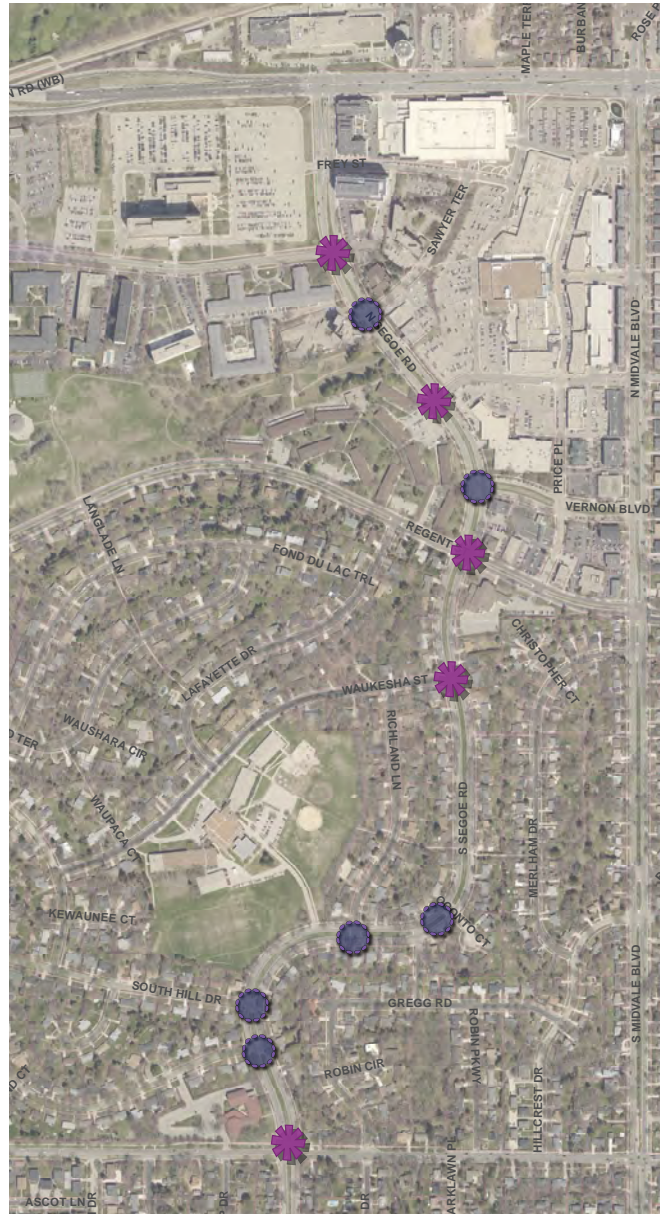 MAPLE TER
BURBAN
ROSE
N RD (WB)
FREY ST
SAWYER TER
N SEGOE RD
N MIDVALE BLVD
PRICE PL
VERNON BLVD
LANGLADE LN
REGENT
FOND DU LAC TRL
CHRISTOPHER CT
LAFAYETTE DR
WAUKESHA ST
WAUSHARA CIR
D TER
RICHLAND LN
S SEGOE RD
WAUPACA CT
MERLHAM DR
KEWAUNEE CT
OCONTO CT
SOUTH HILL DR
GREGG RD
S MIDVALE BLVD
ROBIN PKWY
ROBIN CIR
HILLCREST DR
ND CT
ARKLAWN PL
ASCOT LN
DR
DR
DR